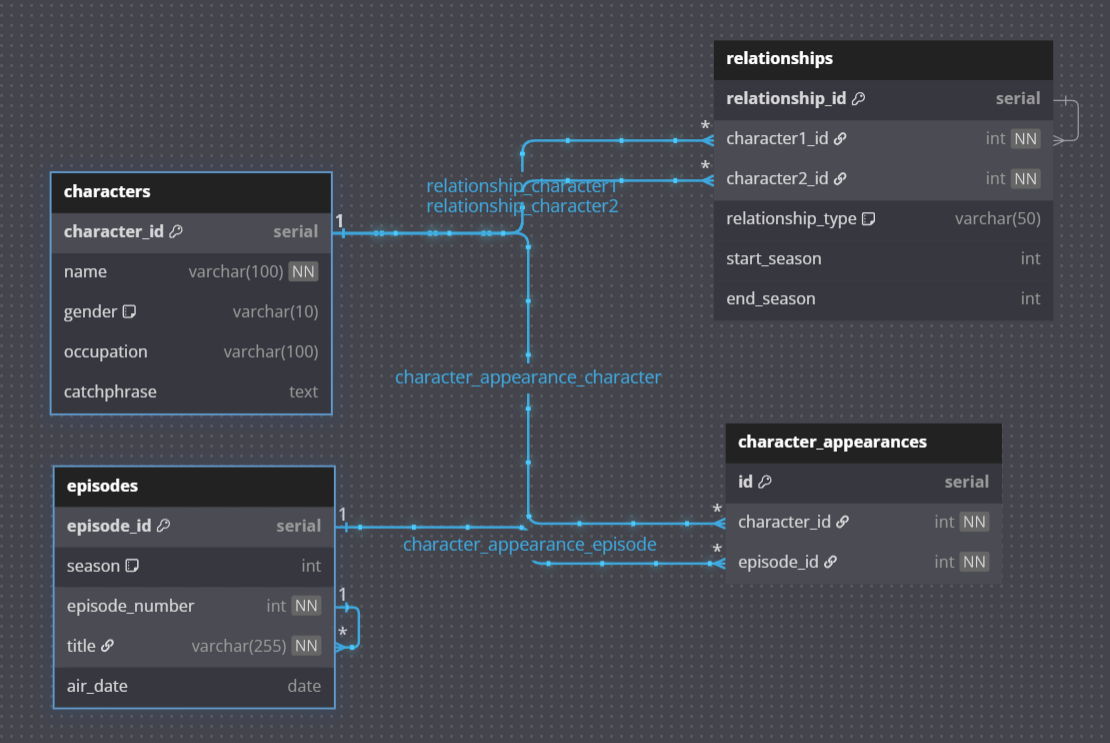 relationships
relationship_id serial
*
character1_id int NN
*
character2_id int NN
relationship_type varchar(50)
start_season int
end_season int
relationship_character1
relationship_character2
characters
1
character_id serial
name varchar(100) NN
gender varchar(10)
occupation varchar(100)
catchphrase text
character_appearance_character
character_appearances
id serial
*
character_id int NN
*
episode_id int NN
episodes
1
episode_id serial
season int
1
episode_number int NN
*
title varchar(255) NN
air_date date
character_appearance_episode